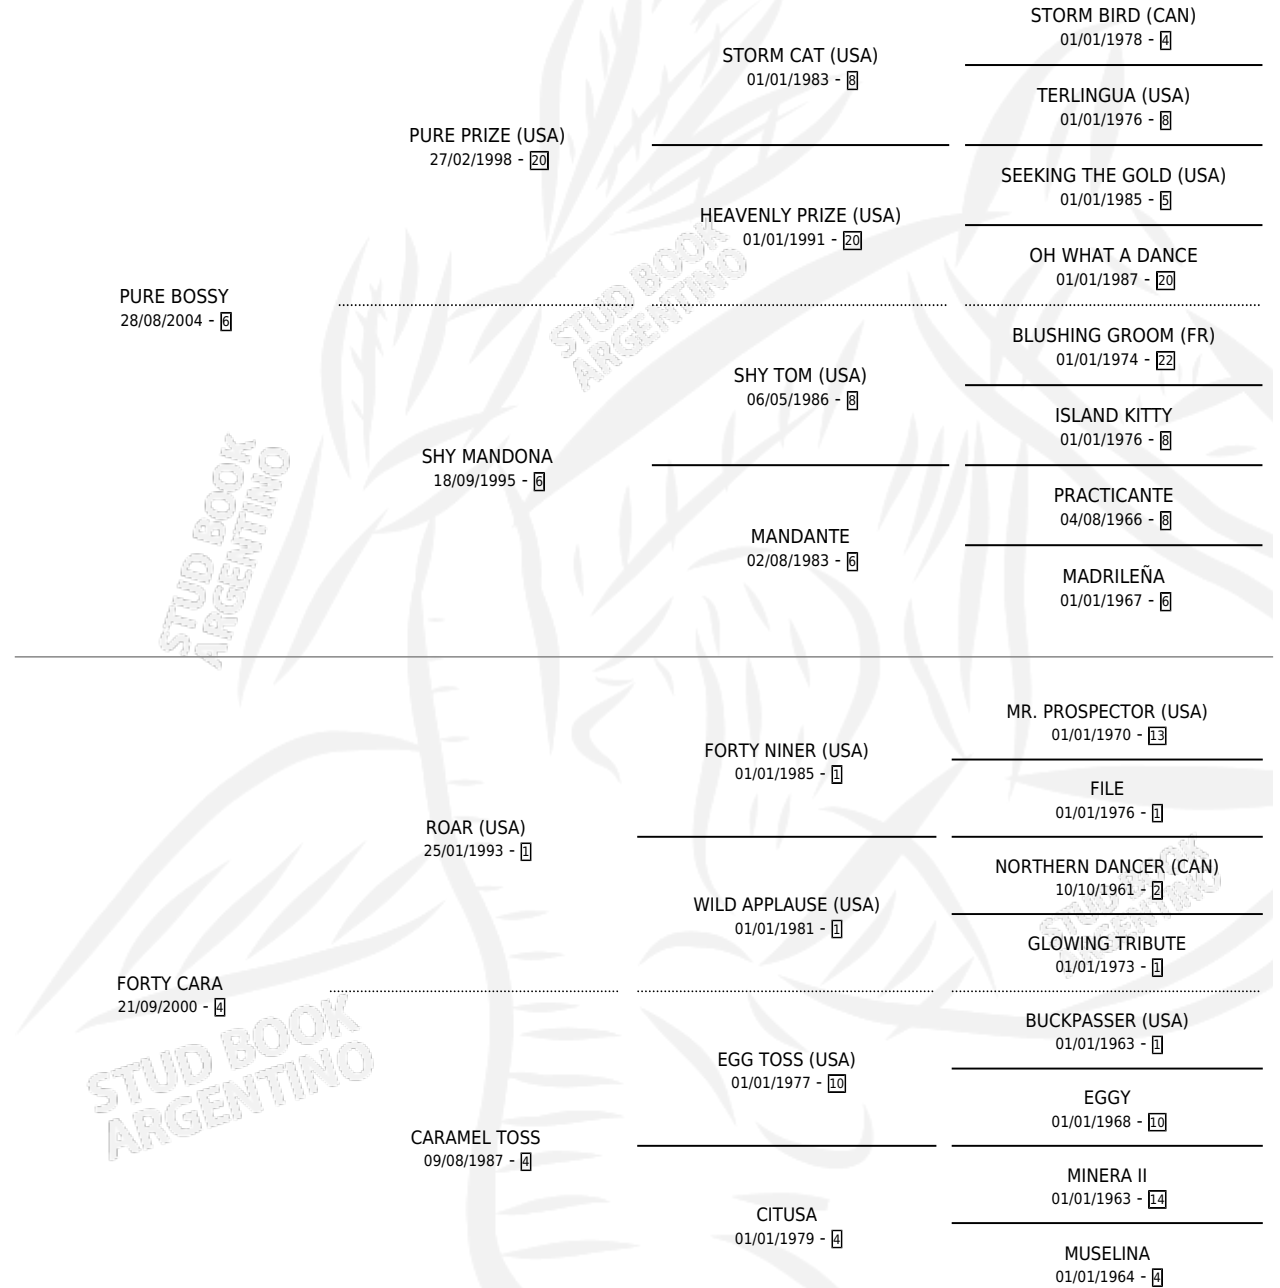 STORM BIRD (CAN)
01/01/1978 - 4
STORM CAT (USA)
01/01/1983 - 8
TERLINGUA (USA)
01/01/1976 - 8
PURE PRIZE (USA)
27/02/1998 - 20
SEEKING THE GOLD (USA)
01/01/1985 - 5
HEAVENLY PRIZE (USA)
01/01/1991 - 20
OH WHAT A DANCE
01/01/1987 - 20
PURE BOSSY
28/08/2004 - 6
BLUSHING GROOM (FR)
01/01/1974 - 22
SHY TOM (USA)
06/05/1986 - 8
ISLAND KITTY
01/01/1976 - 8
SHY MANDONA
18/09/1995 - 6
PRACTICANTE
04/08/1966 - 8
MANDANTE
02/08/1983 - 6
MADRILEÑA
01/01/1967 - 6
STUD BOOK
ARGENTINO
STUD BOOK
ARGENTINO
MR. PROSPECTOR (USA)
01/01/1970 - 13
FORTY NINER (USA)
01/01/1985 - 1
FILE
01/01/1976 - 1
ROAR (USA)
25/01/1993 - 1
NORTHERN DANCER (CAN)
10/10/1961 - 2
WILD APPLAUSE (USA)
01/01/1981 - 1
GLOWING TRIBUTE
01/01/1973 - 1
FORTY CARA
21/09/2000 - 4
BUCKPASSER (USA)
01/01/1963 - 1
EGG TOSS (USA)
01/01/1977 - 10
EGGY
01/01/1968 - 10
CARAMEL TOSS
09/08/1987 - 4
MINERA II
01/01/1963 - 14
CITUSA
01/01/1979 - 4
MUSELINA
01/01/1964 - 4
STUD BOOK
ARGENTINO
STUD BOOK
ARGENTINO